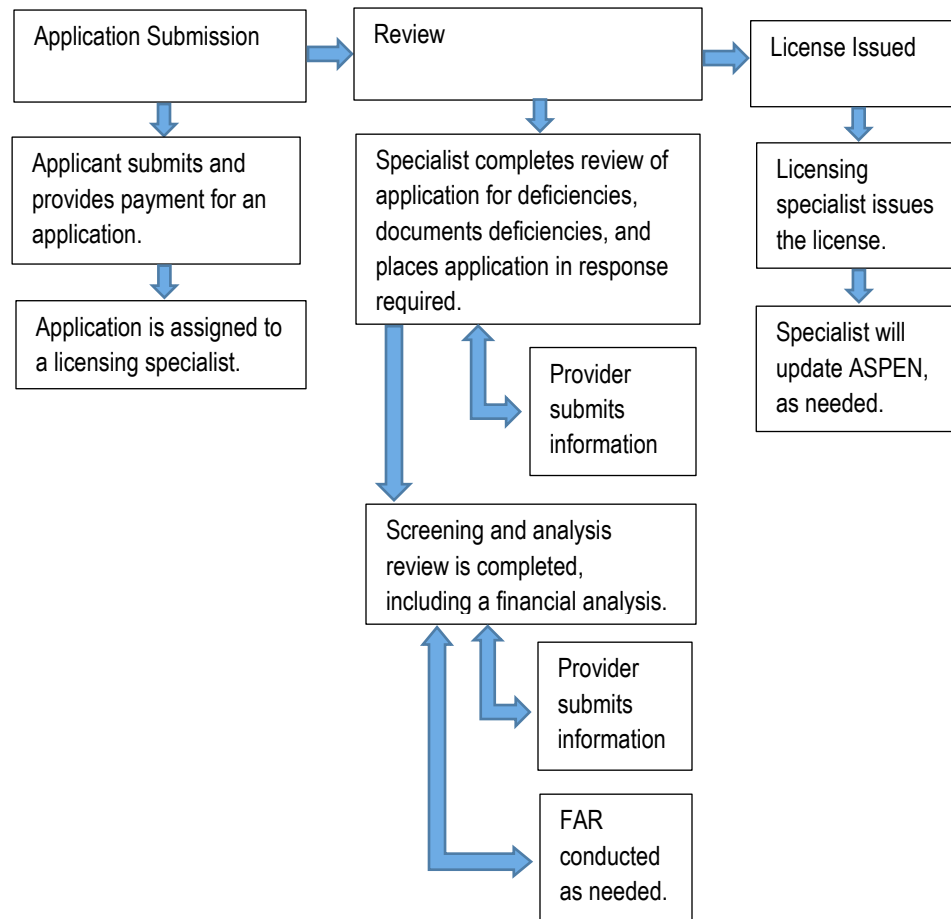 Application Submission
Review
License Issued
Applicant submits and
provides payment for an
application.
Application is assigned to
a licensing specialist.
Specialist completes review of
application for deficiencies,
documents deficiencies, and
places application in response
required.
Provider
submits
information
Screening and analysis
review is completed,
including a financial analysis.
Provider
submits
information
FAR
conducted
as needed.
Licensing
specialist issues
the license.
Specialist will
update ASPEN,
as needed.